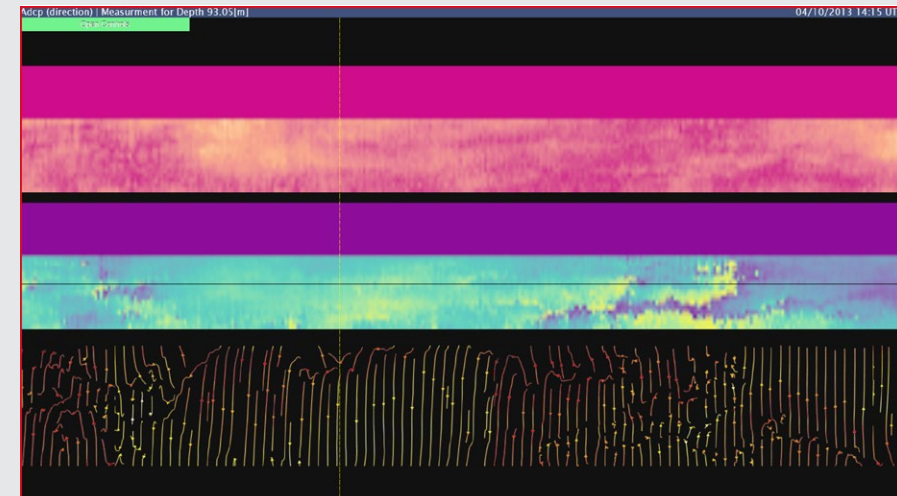 Adcp (direction) | Measurment for Depth 93.05[m]
04/10/2013 14:15 UT